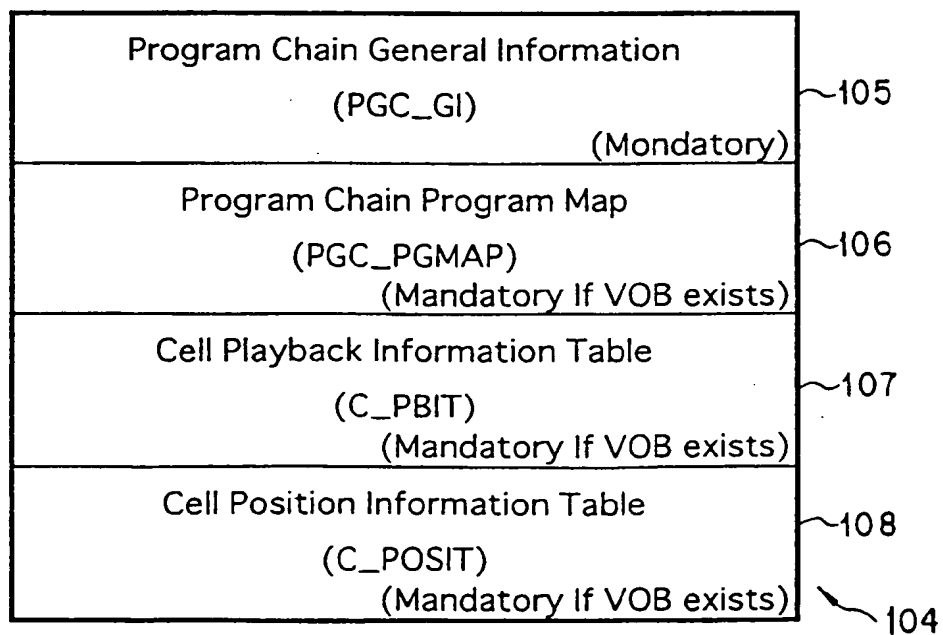 Program Chain General Information
(PGC_GI)
105
(Mondatory)
Program Chain Program Map
(PGC_PGMAP)
106
(Mandatory If VOB exists)
Cell Playback Information Table
(C_PBIT)
107
(Mandatory If VOB exists)
Cell Position Information Table
(C_POSIT)
108
(Mandatory If VOB exists)
104